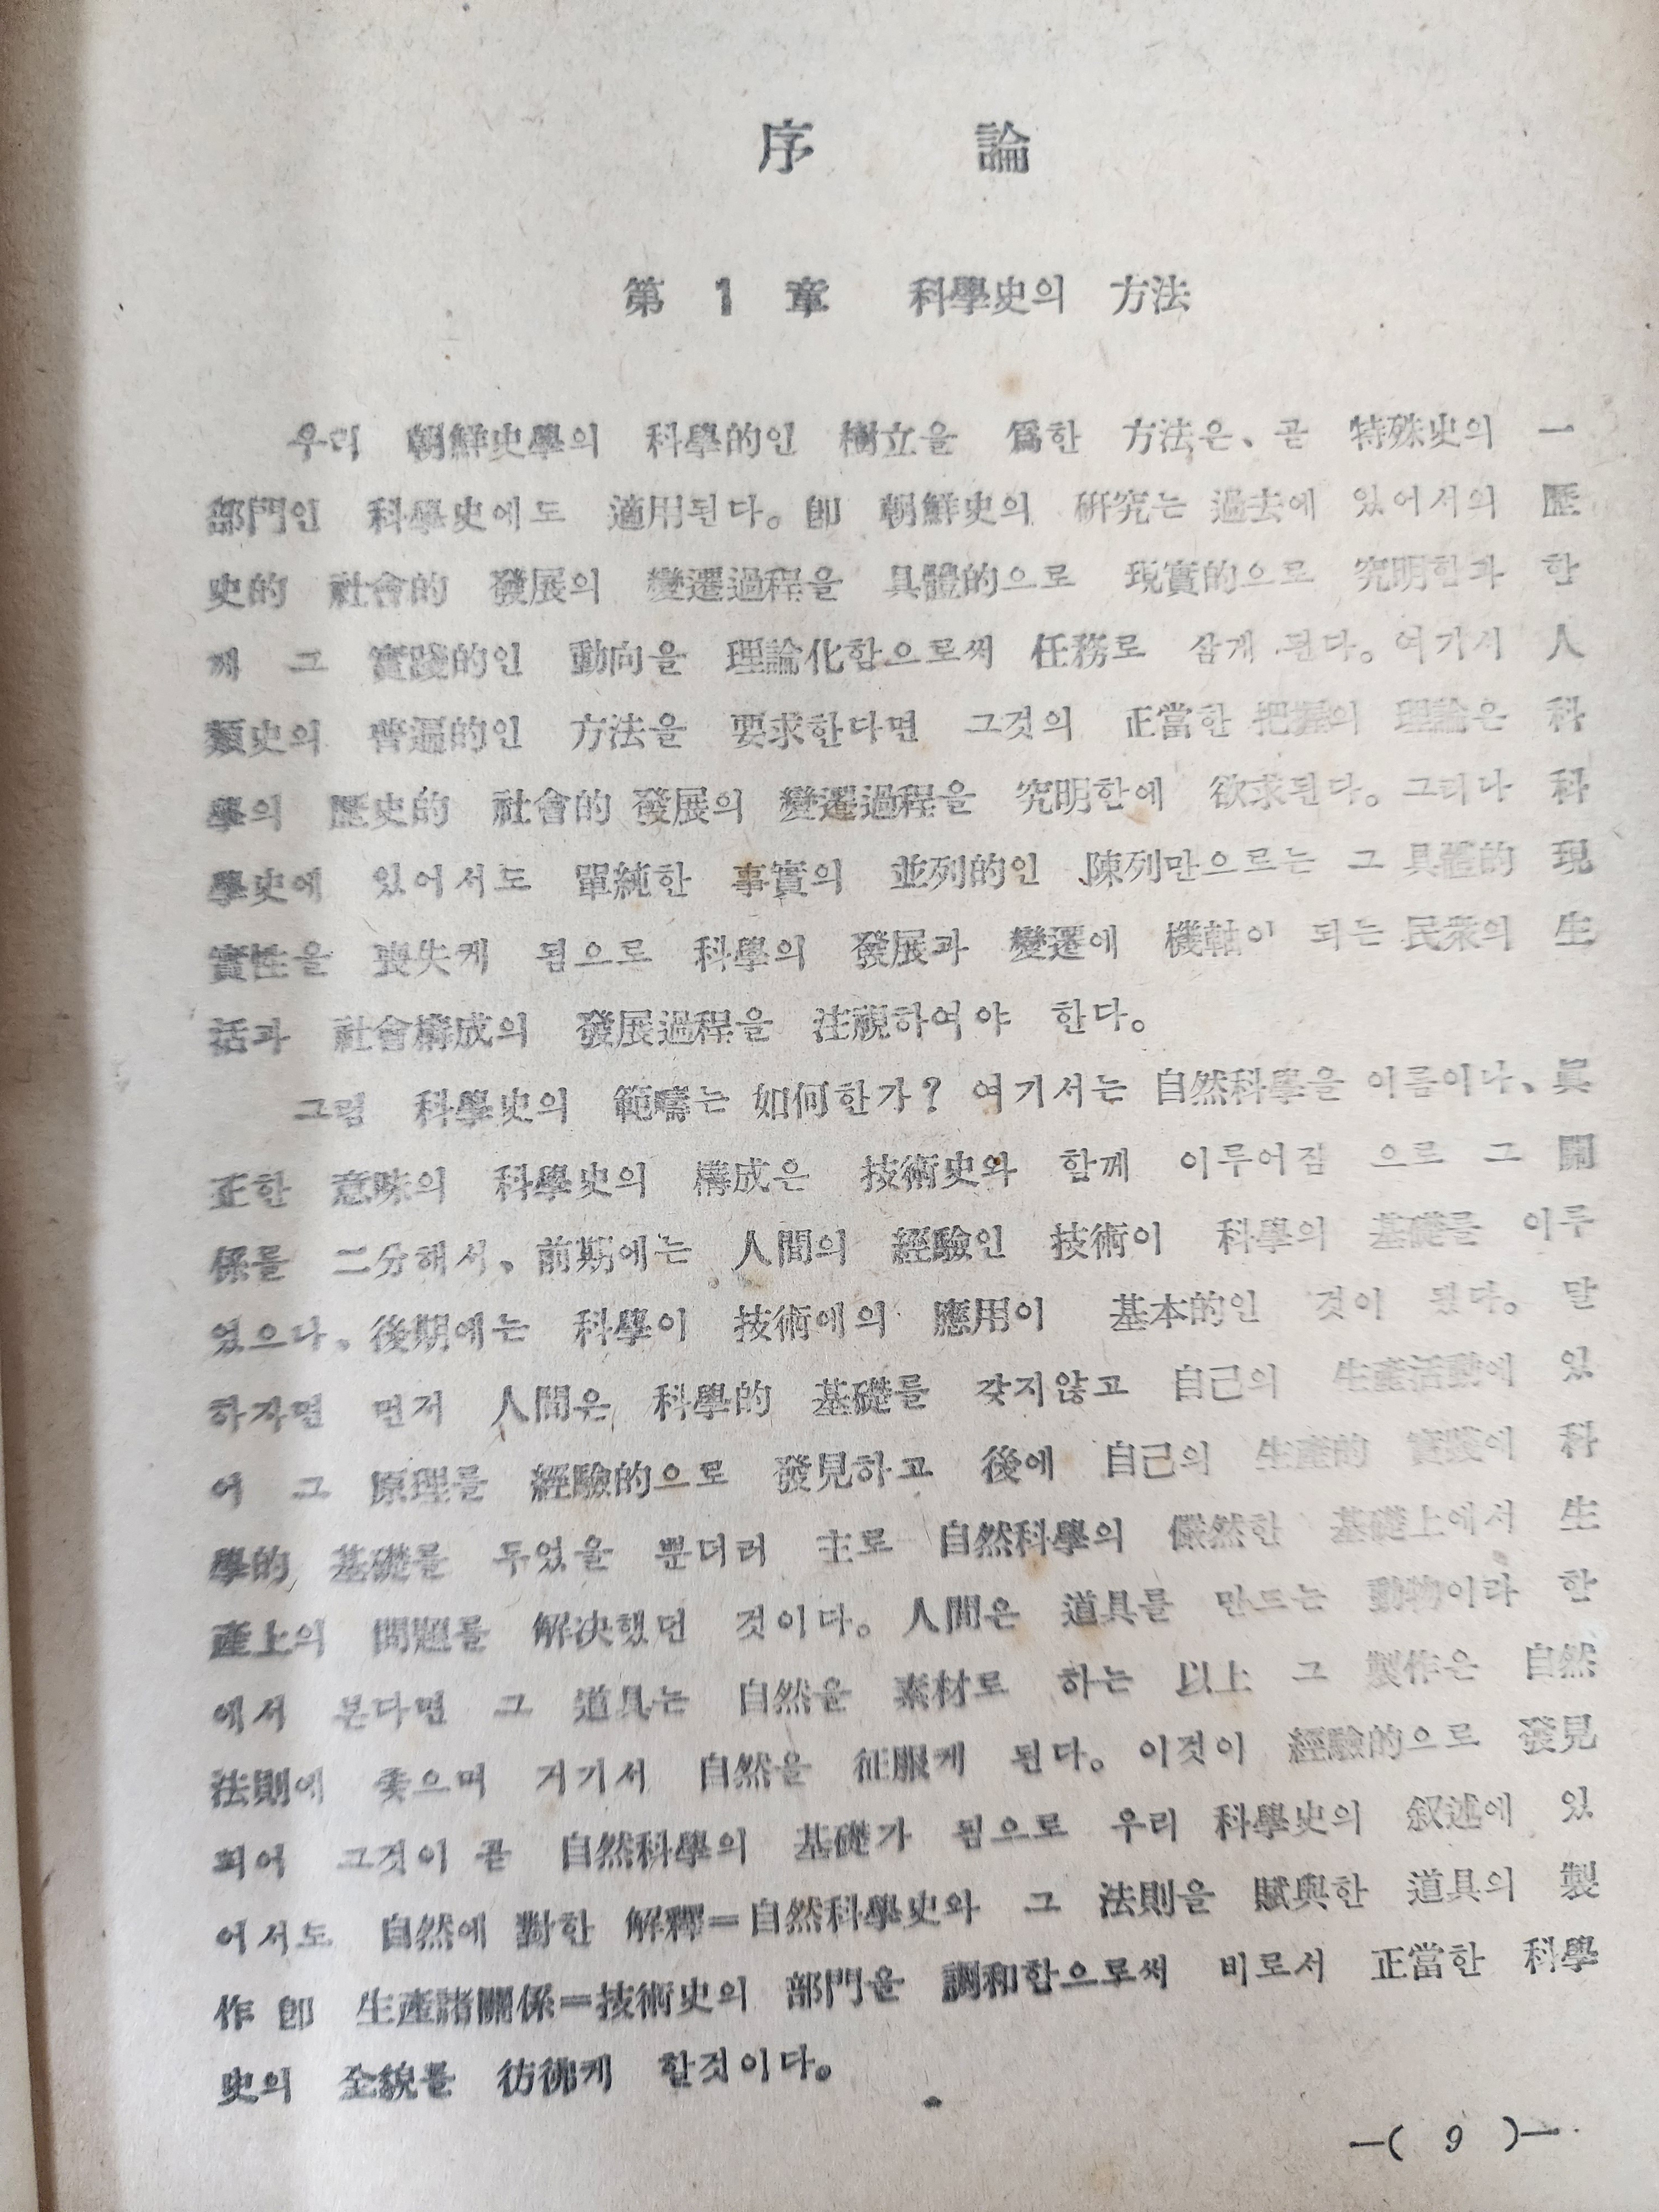 序 論
第 1 章 科學史의 方法
우리 朝鮮史學의 科學的인 樹立을 爲한 方法은、곧 特殊史의 一
部門인 科學史에도 適用된다。卽 朝鮮史의 硏究는 過去에 있어서의 歷
史的 社會的 發展의 變遷過程을 具體的으로 現實的으로 究明함과 한
께 그 實踐的인 動向을 理論化함으로써 任務로 삼게 된다。여기서 人
類史의 普遍的인 方法을 要求한다면 그것의 正當한 把握의 理論은 科
學의 歷史的 社會的 發展의 變遷過程을 究明함에 欲求된다。그러나 科
學史에 있어서도 單純한 事實의 並列的인 陳列만으로는 그 具體的 現
實性을 喪失케 됨으로 科學의 發展과 變遷에 機軸이 되는 民衆의 生
活과 社會構成의 發展過程을 注視하여야 한다。
그럼 科學史의 範疇는 如何한가? 여기서는 自然科學을 이름이나、眞
正한 意味의 科學史의 構成은 技術史와 함께 이루어짐 으로 그 關
係를 二分해서、前期에는 人間의 經驗인 技術이 科學의 基礎를 이루
었으나、後期에는 科學이 技術에의 應用이 基本的인 것이 된다。말
하자면 먼저 人間은 科學的 基礎를 갖지않고 自己의 生產活動에 있
어 그 原理를 經驗的으로 發見하고 後에 自己의 生產的 實踐에 科
學的 基礎를 두었을 뿐더러 主로 自然科學의 儼然한 基礎上에서 生
產上의 問題를 解決했던 것이다。人間은 道具를 만드는 動物이라 한
에서 본다면 그 道具는 自然을 素材로 하는 以上 그 製作은 自然
法則에 좇으며 거기서 自然을 征服케 된다。이것이 經驗的으로 發見
되어 그것이 곧 自然科學의 基礎가 됨으로 우리 科學史의 叙述에 있
어서도 自然에 對한 解釋=自然科學史와 그 法則을 賦與한 道具의 製
作 卽 生產諸關係=技術史의 部門을 調和함으로써 비로서 正當한 科學
史의 全貌를 彷彿케 할것이다。
—( 9 )—